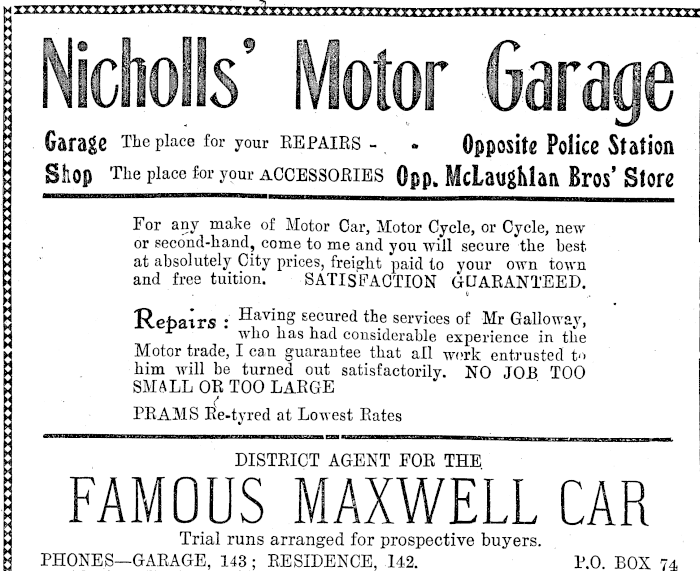 Nicholls' Motor Garage
Garage The place for your REPAIRS - - Opposite Police Station
Shop The place for your ACCESSORIES Opp. McLaughlan Bros' Store
For any make of Motor Car, Motor Cycle, or Cycle, new
or second-hand, come to me and you will secure the best
at absolutely City prices, freight paid to your own town
and free tuition. SATISFACTION GUARANTEED.
Repairs: Having secured the services of Mr Galloway,
who has had considerable experience in the
Motor trade, I can guarantee that all work entrusted to
him will be turned out satisfactorily. NO JOB TOO
SMALL OR TOO LARGE
PRAMS Re-tyred at Lowest Rates
DISTRICT AGENT FOR THE
FAMOUS MAXWELL CAR
Trial runs arranged for prospective buyers.
PHONES—GARAGE, 143; RESIDENCE, 142. P.O. BOX 74